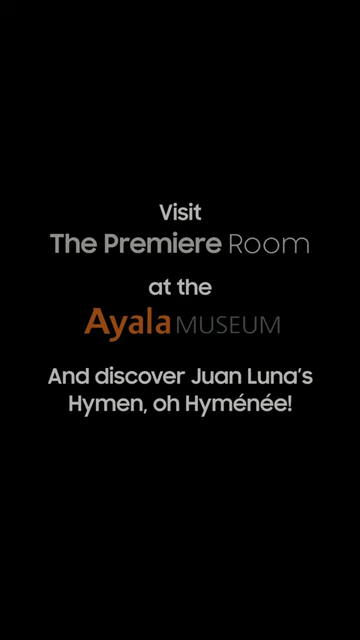 Visit
The Premiere Room
at the
Ayala MUSEUM
And discover Juan Luna's
Hymen, oh Hyménée!